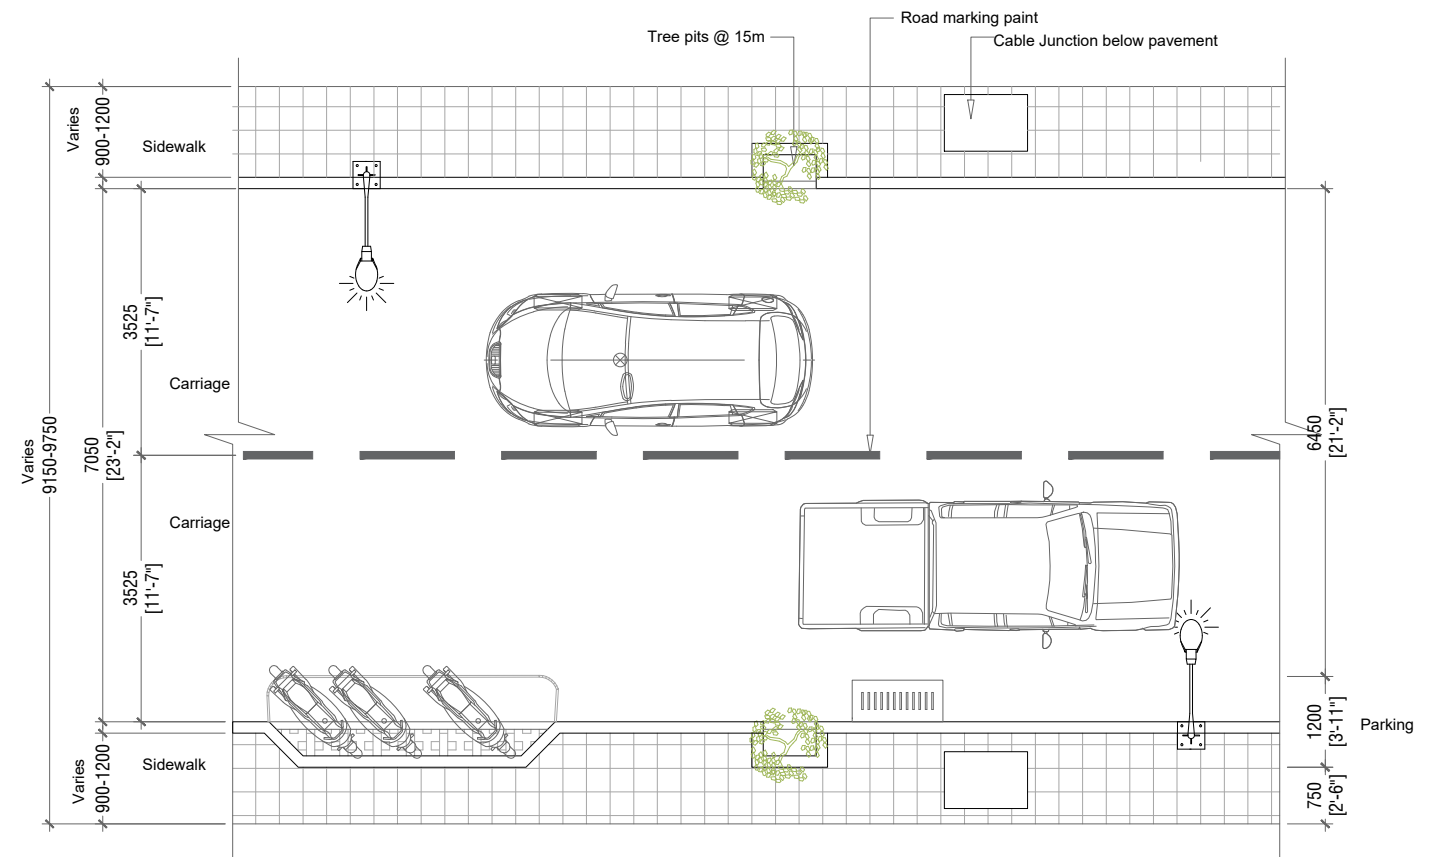 Road marking paint
Tree pits @ 15m
Cable Junction below pavement
Varies
900-1200
Sidewalk
3525
[11'-7"]
Carriage
Varies
9150-9750
7050
[23'-2"]
6450
[21'-2"]
Carriage
3525
[11'-7"]
1200
[3'-11"]
Parking
Sidewalk
Varies
900-1200
750
[2'-6"]